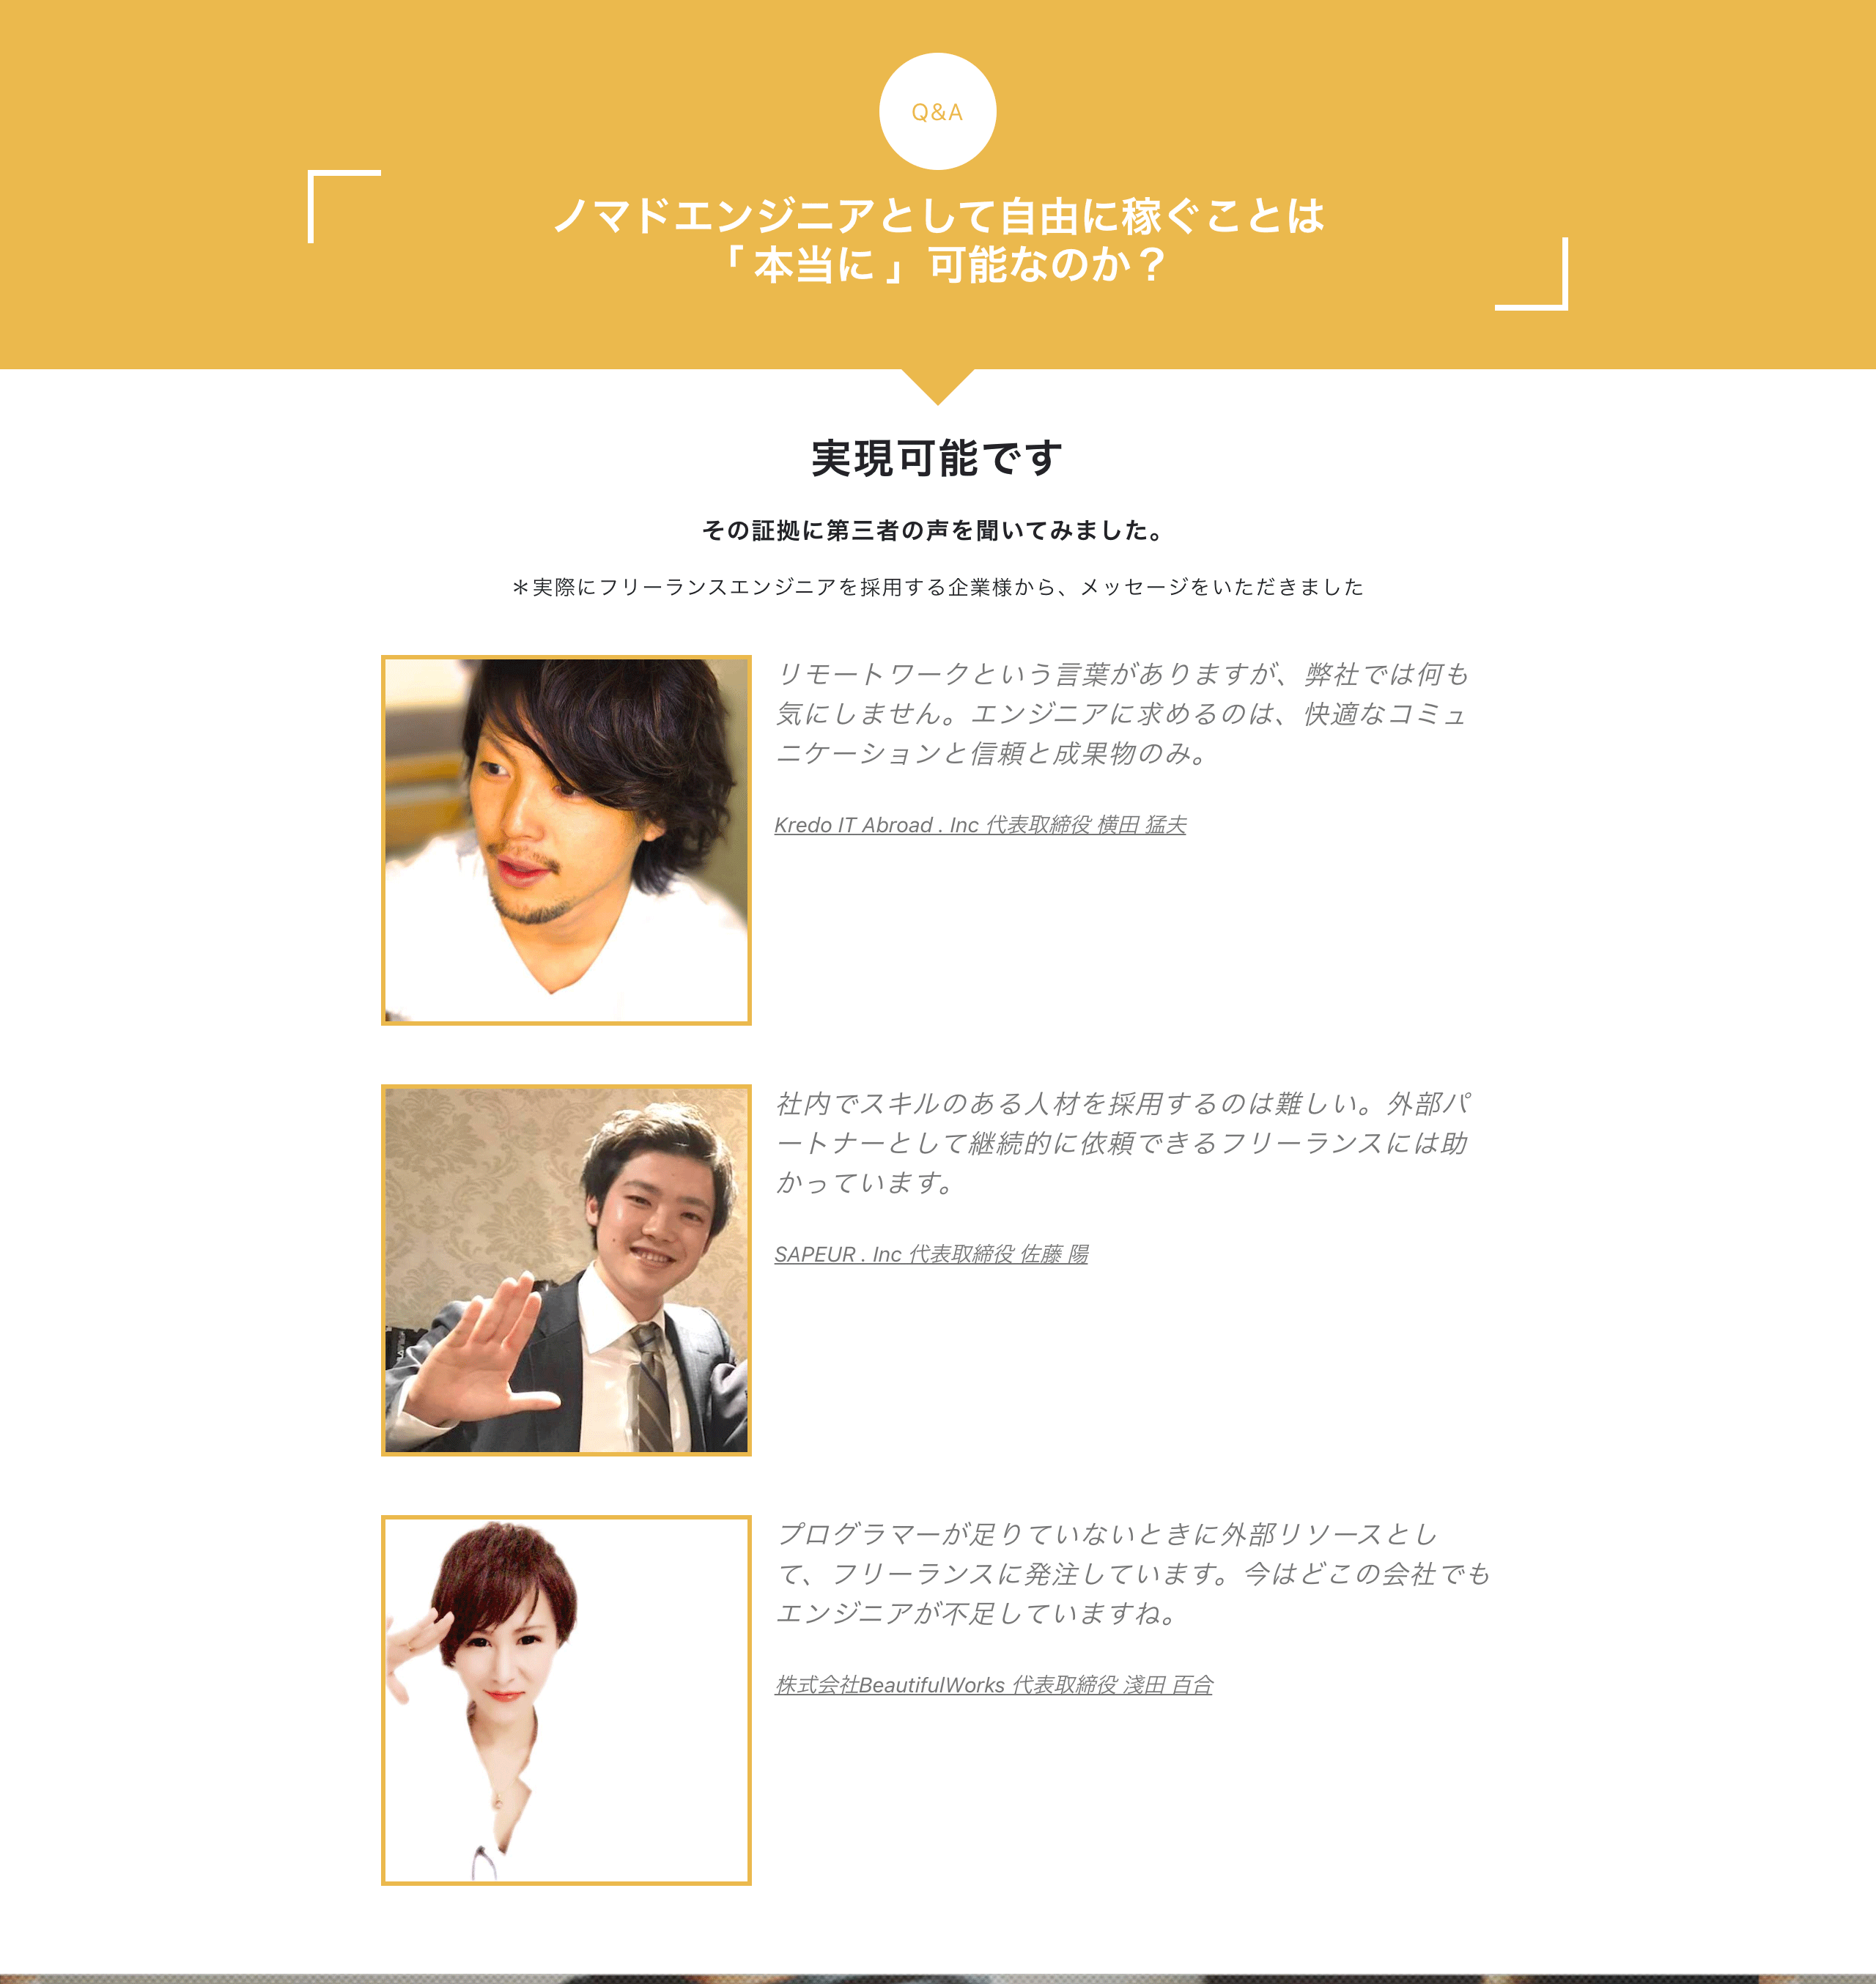 Q&A
ノマドエンジニアとして自由に稼ぐことは
「 本当に 」 可能なのか？
実現可能です
その証拠に第三者の声を聞いてみました。
＊実際にフリーランスエンジニアを採用する企業様から、メッセージをいただきました
リモートワークという言葉がありますが、弊社では何も
気にしません。エンジニアに求めるのは、快適なコミュ
ニケーションと信頼と成果物のみ。
Kredo IT Abroad . Inc 代表取締役 横田 猛夫
社内でスキルのある人材を採用するのは難しい。外部パ
ートナーとして継続的に依頼できるフリーランスには助
かっています。
SAPEUR . Inc 代表取締役 佐藤 陽
プログラマーが足りていないときに外部リソースとし
て、フリーランスに発注しています。今はどこの会社でも
エンジニアが不足していますね。
株式会社BeautifulWorks 代表取締役 淺田 百合